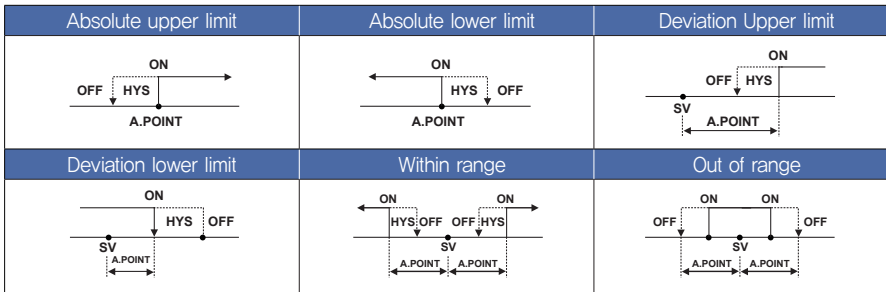 Absolute upper limit
Absolute lower limit
Deviation Upper limit
ON
OFF HYS
A.POINT
ON
HYS OFF
A.POINT
ON
OFF HYS
SV
A.POINT
Deviation lower limit
Within range
Out of range
ON
HYS OFF
SV
A.POINT
ON ON
HYS OFF OFF HYS
SV
A.POINT A.POINT
ON ON
OFF OFF
SV
A.POINT A.POINT